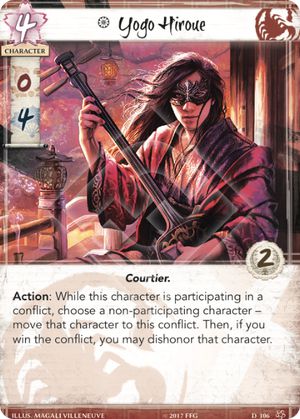 4
Yogo Hiroue
CHARACTER
0
4
2
Courtier.
Action: While this character is participating in a
conflict, choose a non-participating character –
move that character to this conflict. Then, if
you win the conflict, you may dishonor that character.
ILLUS. MAGALI VILLENEUVE © 2017 FFG D 106